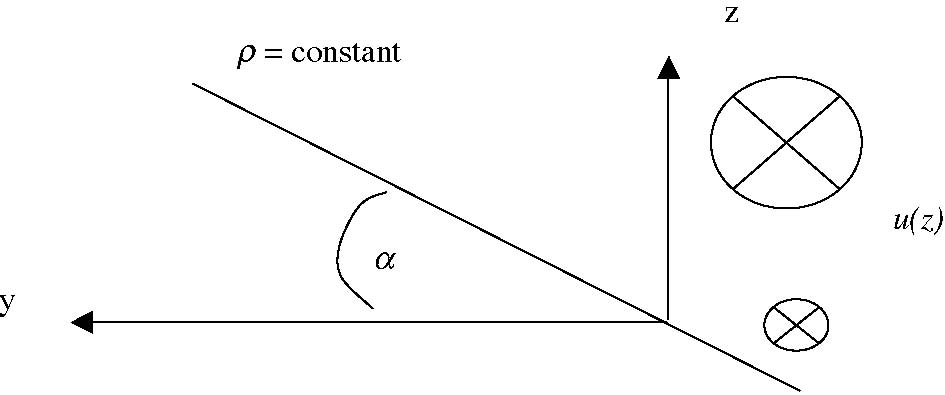 z
ρ = constant
u(z)
α
y